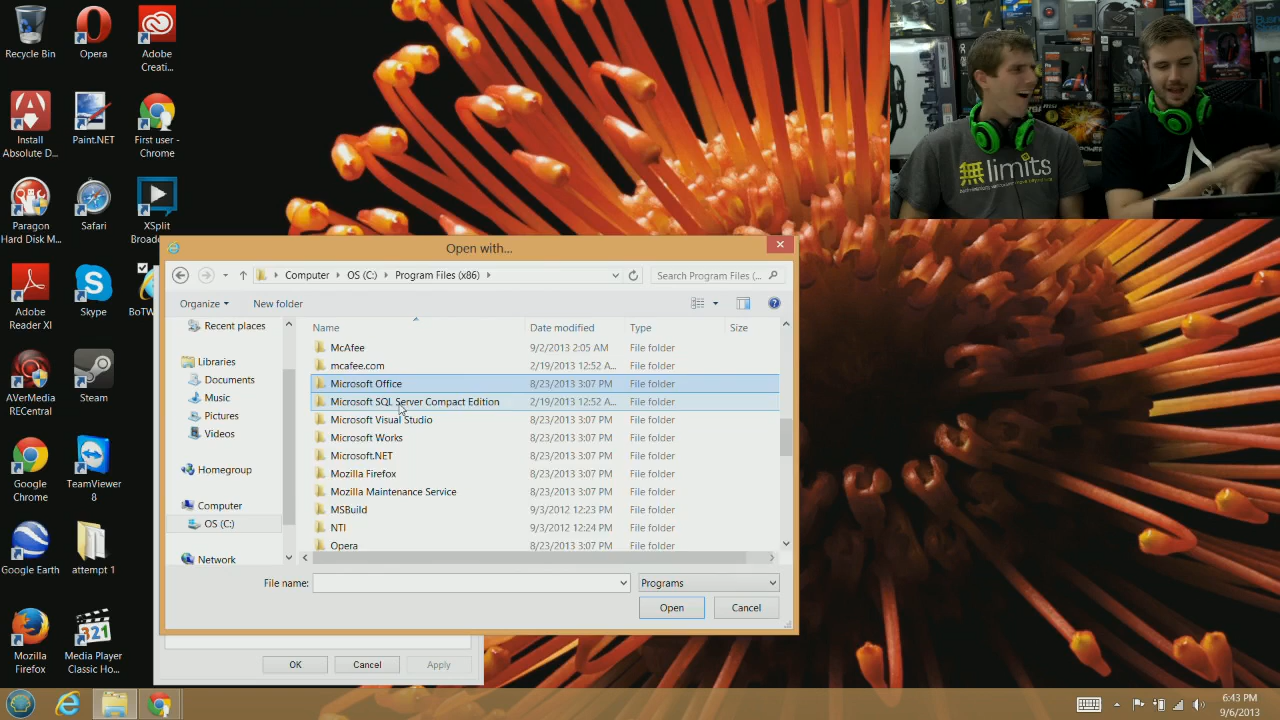 Recycle Bin
Opera
Adobe
Creati...
Install
Absolute D...
Paint.NET
First user -
Chrome
Paragon
Hard Disk M...
Safari
XSplit
Broadc
Adobe
Reader XI
Skype
BoTW
AVerMedia
RECentral
Steam
Google
Chrome
TeamViewer
8
Google Earth
attempt 1
Mozilla
Firefox
321
Media Player
Classic Ho...
無limits
Open with...
Computer
OS (C:)
Program Files (x86)
Search Program Files (...
Organize
New folder
Name
Date modified
Type
Size
Recent places
Libraries
Documents
Music
Pictures
Videos
Homegroup
Computer
OS (C:)
Network
McAfee 9/2/2013 2:05 AM File folder
mcafee.com 2/19/2013 12:52 A... File folder
Microsoft Office 8/23/2013 3:07 PM File folder
Microsoft SQL Server Compact Edition 2/19/2013 12:52 A... File folder
Microsoft Visual Studio 8/23/2013 3:07 PM File folder
Microsoft Works 8/23/2013 3:07 PM File folder
Microsoft.NET 8/23/2013 3:07 PM File folder
Mozilla Firefox 8/23/2013 3:07 PM File folder
Mozilla Maintenance Service 8/23/2013 3:07 PM File folder
MSBuild 9/3/2012 12:23 PM File folder
NTI 9/3/2012 12:24 PM File folder
Opera 8/23/2013 3:07 PM File folder
File name:
Programs
Open
Cancel
OK
Cancel
Apply
6:43 PM
9/6/2013